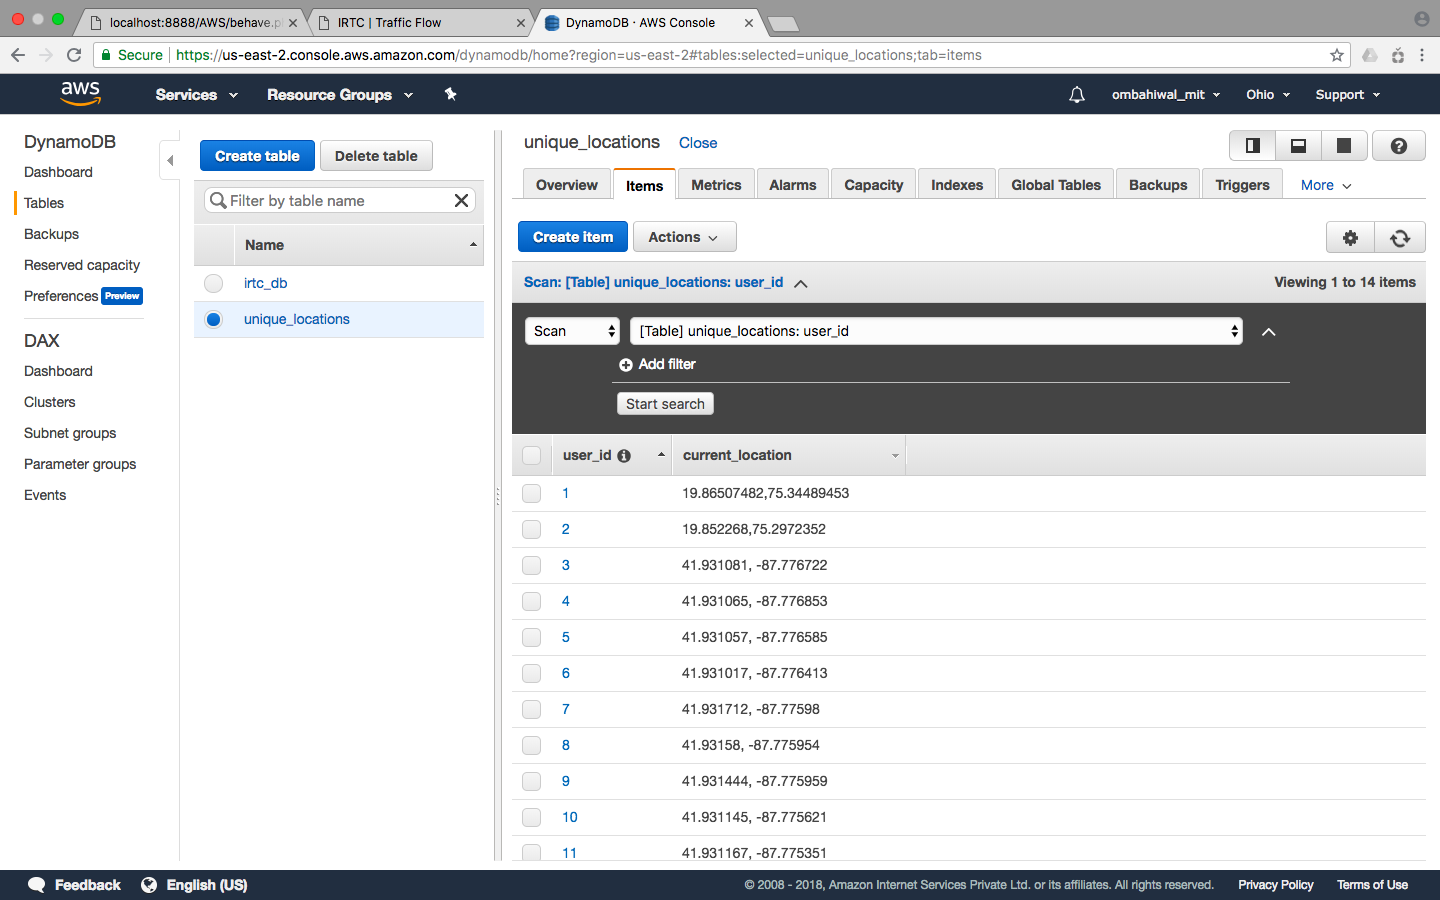 localhost:8888/AWS/behave.p
IRTC | Traffic Flow
DynamoDB · AWS Console
Secure
https://us-east-2.console.aws.amazon.com/dynamodb/home?region=us-east-2#tables:selected=unique_locations;tab=items
aws
Services
Resource Groups
ombahiwal_mit
Ohio
Support
DynamoDB
Dashboard
Tables
Backups
Reserved capacity
Preferences Preview
DAX
Dashboard
Clusters
Subnet groups
Parameter groups
Events
Create table
Delete table
Filter by table name
Name
irtc_db
unique_locations
unique_locations Close
Overview
Items
Metrics
Alarms
Capacity
Indexes
Global Tables
Backups
Triggers
More
Create item
Actions
Scan: [Table] unique_locations: user_id
Viewing 1 to 14 items
Scan
[Table] unique_locations: user_id
Add filter
Start search
user_id current_location
1 19.86507482,75.34489453
2 19.852268,75.2972352
3 41.931081, -87.776722
4 41.931065, -87.776853
5 41.931057, -87.776585
6 41.931017, -87.776413
7 41.931712, -87.77598
8 41.93158, -87.775954
9 41.931444, -87.775959
10 41.931145, -87.775621
11 41.931167, -87.775351
Feedback
English (US)
© 2008 - 2018, Amazon Internet Services Private Ltd. or its affiliates. All rights reserved.
Privacy Policy
Terms of Use